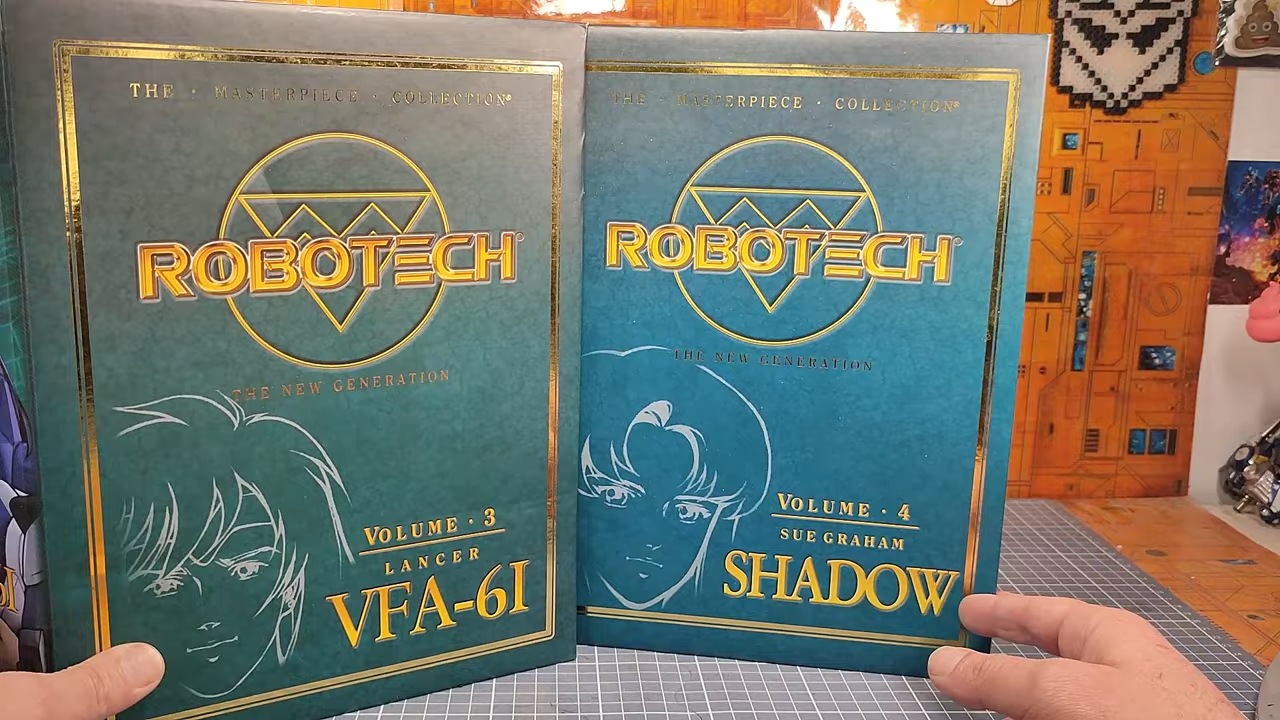 THE · MASTERPIECE · COLLECTION®
ROBOTECH®
THE NEW GENERATION
VOLUME · 3
LANCER
VFA-6I
THE · MASTERPIECE · COLLECTION®
ROBOTECH®
THE NEW GENERATION
VOLUME · 4
SUE GRAHAM
SHADOW